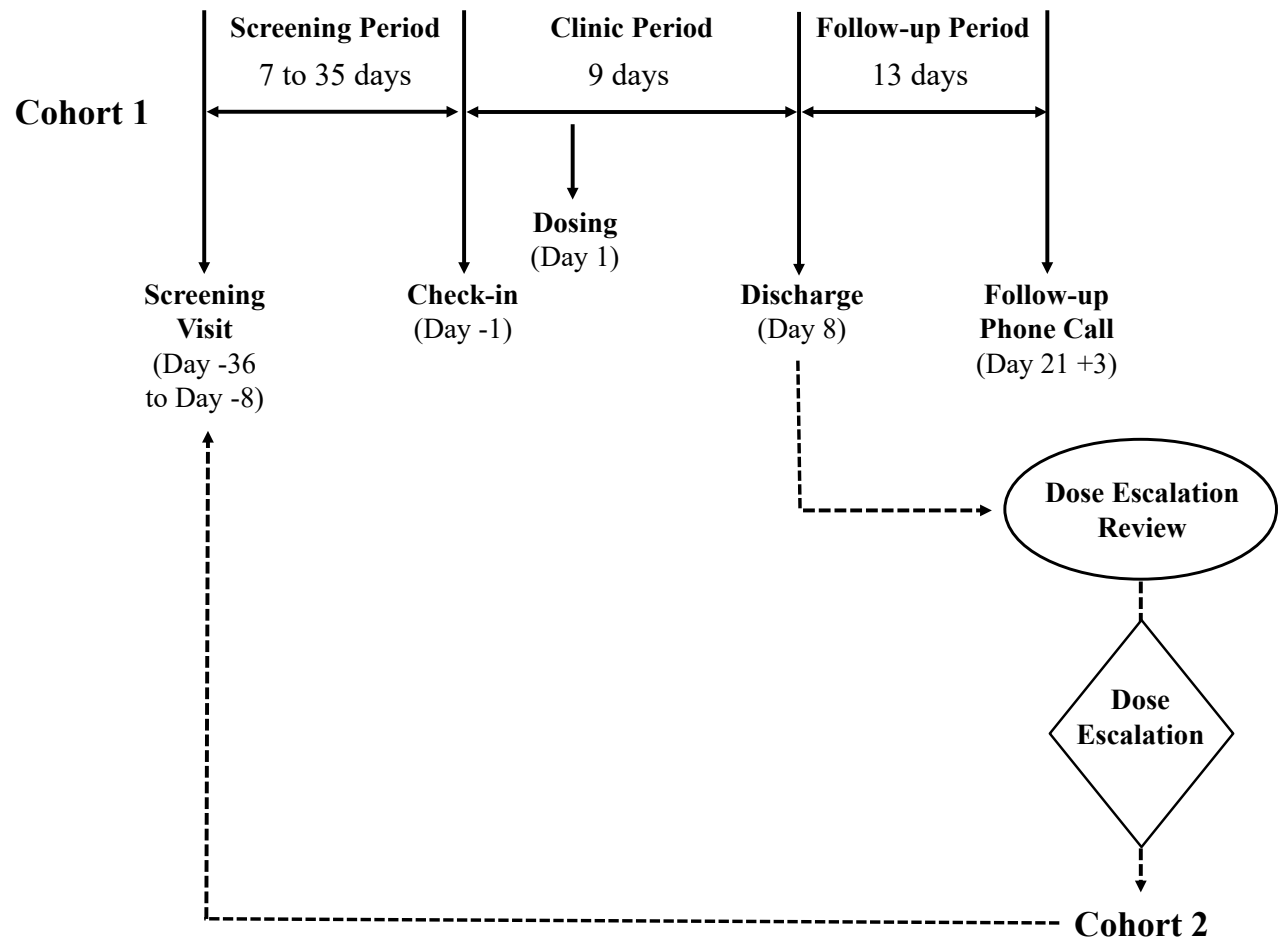 Screening Period
Clinic Period
Follow-up Period
7 to 35 days
9 days
13 days
Cohort 1
Dosing
(Day 1)
Screening
Visit
(Day -36
to Day -8)
Check-in
(Day -1)
Discharge
(Day 8)
Follow-up
Phone Call
(Day 21 +3)
Dose Escalation
Review
Dose
Escalation
Cohort 2